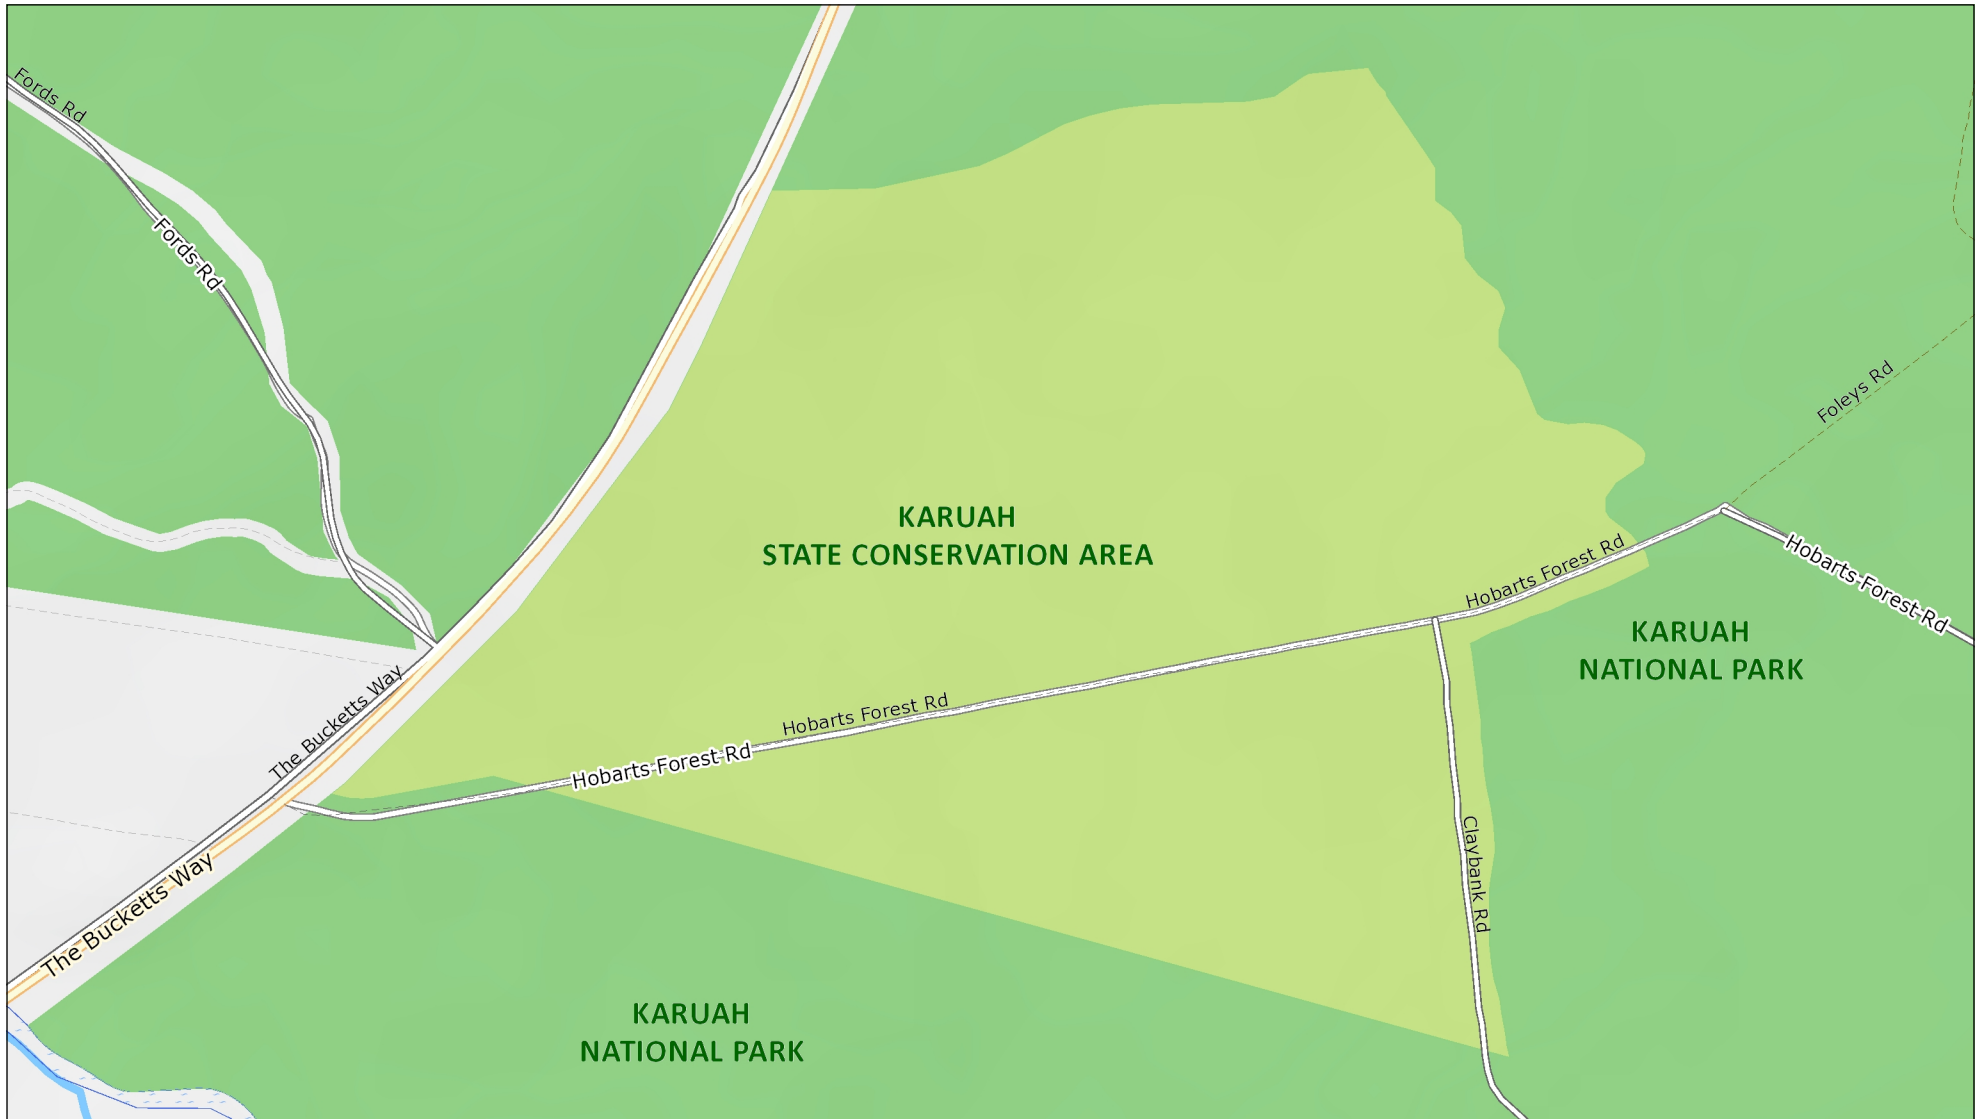 Fords Rd
Fords Rd
Foleys Rd
KARUAH
STATE CONSERVATION AREA
Hobarts Forest Rd
Hobarts Forest Rd
KARUAH
NATIONAL PARK
The Bucketts Way
Hobarts Forest Rd
Hobarts Forest Rd
Claybank Rd
The Bucketts Way
KARUAH
NATIONAL PARK